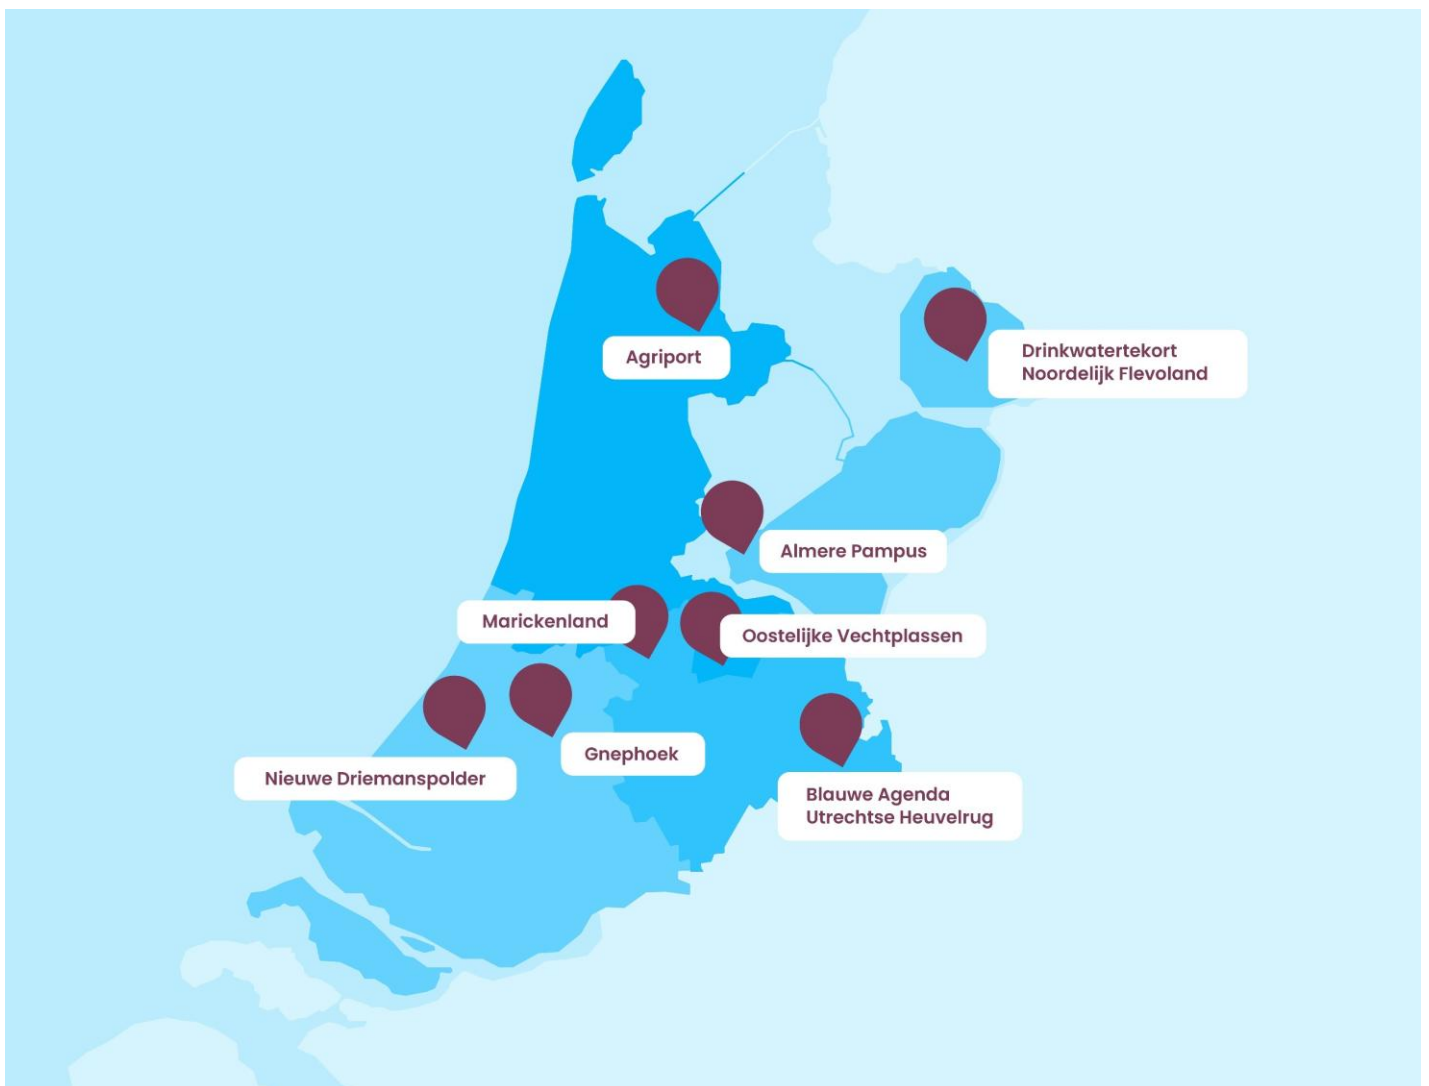 Agriport
Drinkwatertekort
Noordelijk Flevoland
Almere Pampus
Marickenland
Oostelijke Vechtplassen
Gnephoek
Nieuwe Driemanspolder
Blauwe Agenda
Utrechtse Heuvelrug